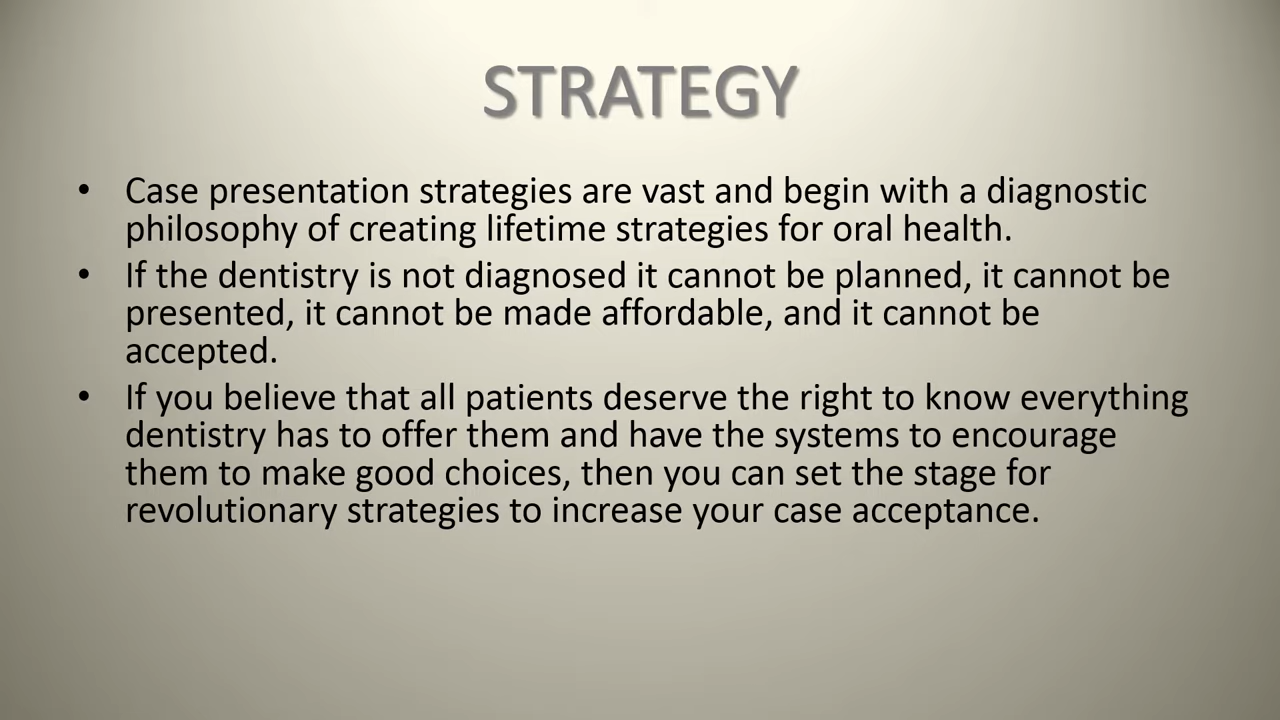 STRATEGY
• Case presentation strategies are vast and begin with a diagnostic
philosophy of creating lifetime strategies for oral health.
• If the dentistry is not diagnosed it cannot be planned, it cannot be
presented, it cannot be made affordable, and it cannot be
accepted.
• If you believe that all patients deserve the right to know everything
dentistry has to offer them and have the systems to encourage
them to make good choices, then you can set the stage for
revolutionary strategies to increase your case acceptance.